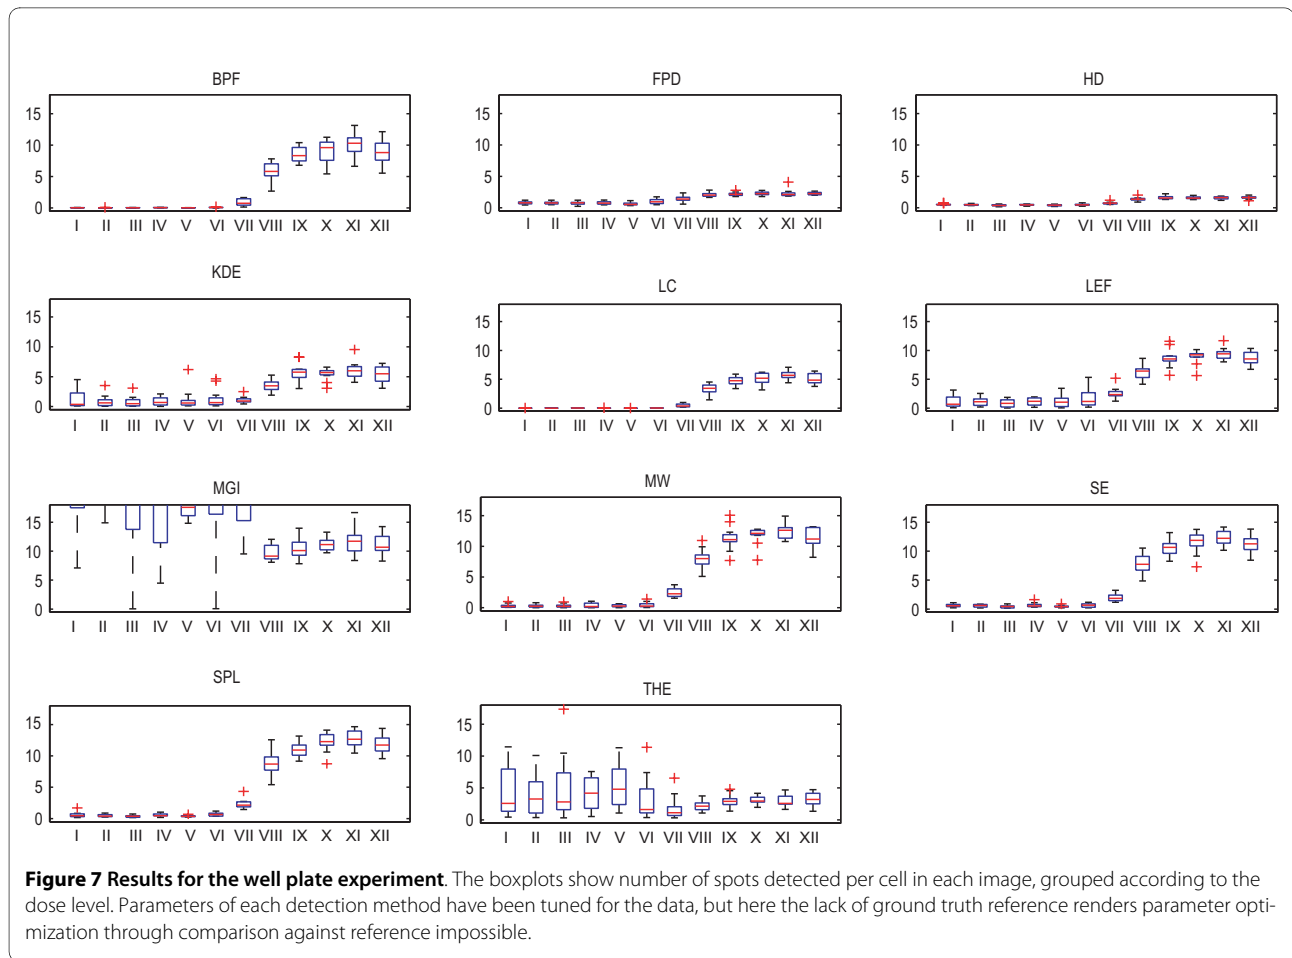 BPF
15
10
5
0
I II III IV V VI VII VIII IX X XI XII
FPD
15
10
5
0
I II III IV V VI VII VIII IX X XI XII
HD
15
10
5
0
I II III IV V VI VII VIII IX X XI XII
KDE
15
10
5
0
I II III IV V VI VII VIII IX X XI XII
LC
15
10
5
0
I II III IV V VI VII VIII IX X XI XII
LEF
15
10
5
0
I II III IV V VI VII VIII IX X XI XII
MGI
15
10
5
0
I II III IV V VI VII VIII IX X XI XII
MW
15
10
5
0
I II III IV V VI VII VIII IX X XI XII
SE
15
10
5
0
I II III IV V VI VII VIII IX X XI XII
SPL
15
10
5
0
I II III IV V VI VII VIII IX X XI XII
THE
15
10
5
0
I II III IV V VI VII VIII IX X XI XII
Figure 7 Results for the well plate experiment. The boxplots show number of spots detected per cell in each image, grouped according to the
dose level. Parameters of each detection method have been tuned for the data, but here the lack of ground truth reference renders parameter opti-
mization through comparison against reference impossible.